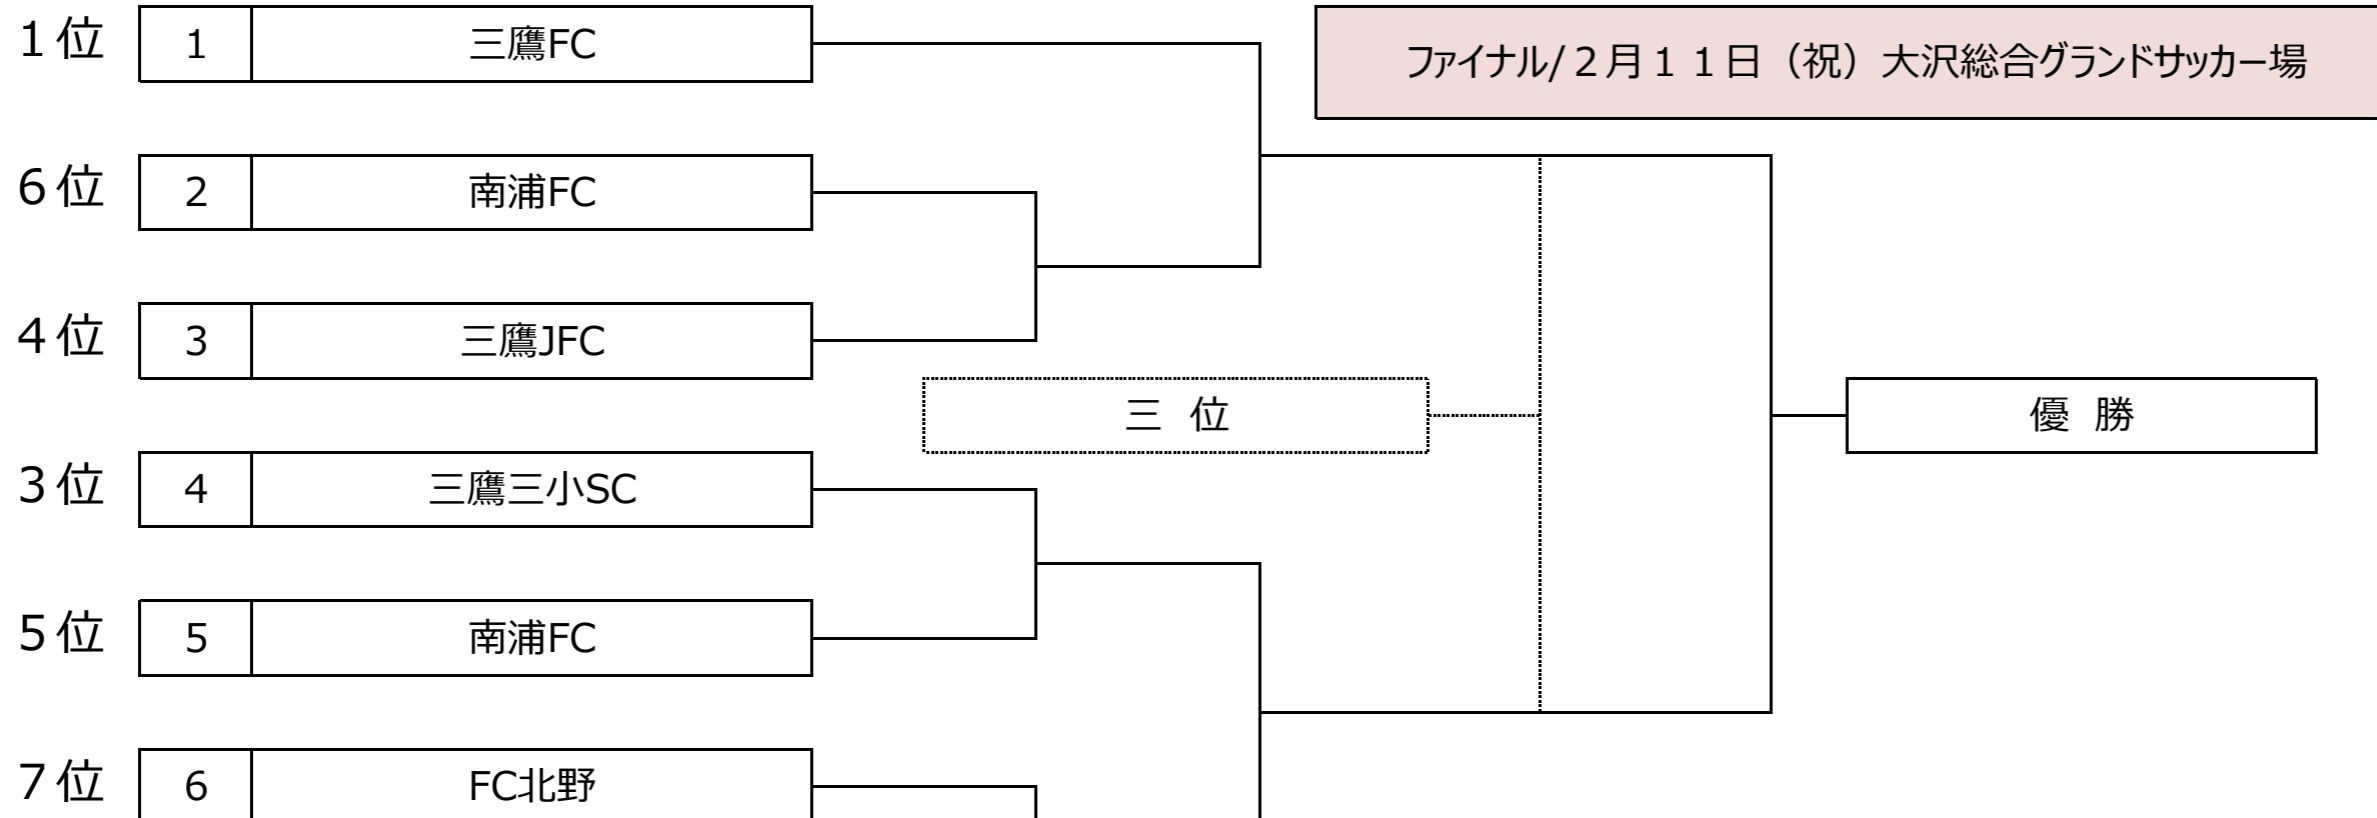 １位 1 三鷹FC
ファイナル/２月１１日（祝）大沢総合グランドサッカー場
６位 2 南浦FC
４位 3 三鷹JFC
三 位
優 勝
３位 4 三鷹三小SC
５位 5 南浦FC
７位 6 FC北野